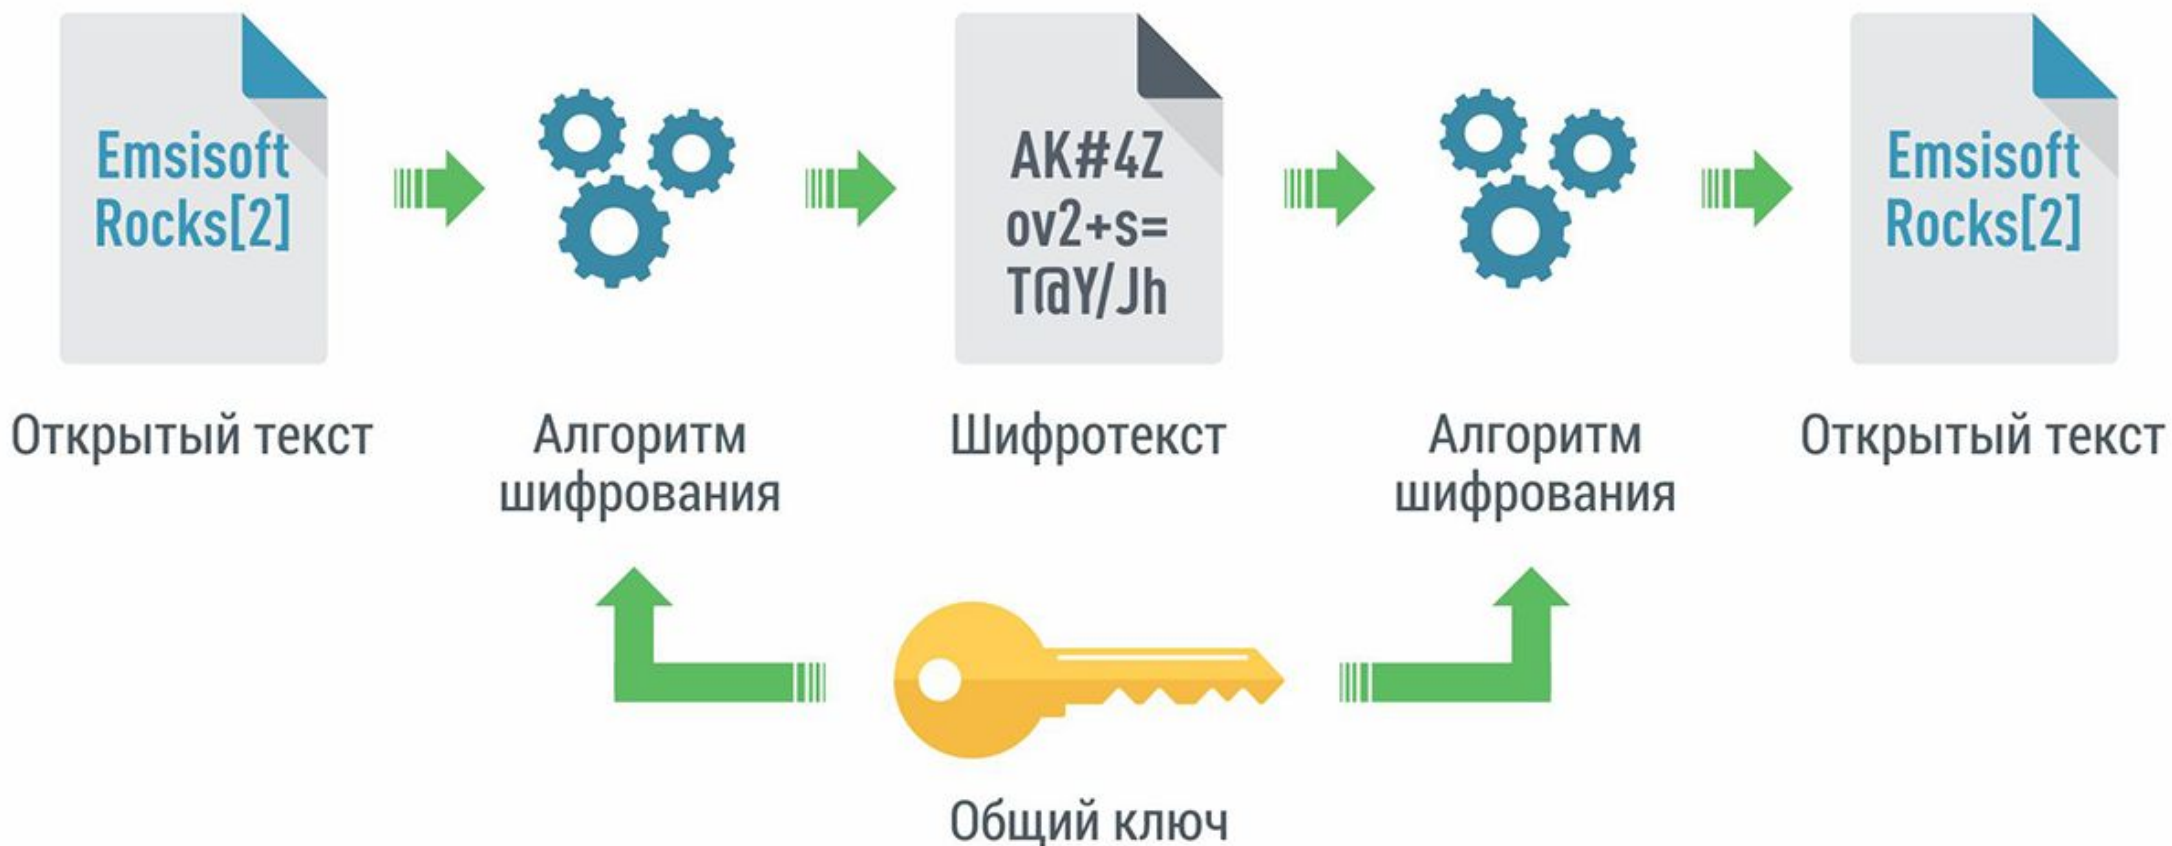 Emsisoft
Rocks[2]
AK#4Z
ov2+s=
T@Y/Jh
Emsisoft
Rocks[2]
Открытый текст
Алгоритм
шифрования
Шифротекст
Алгоритм
шифрования
Открытый текст
Общий ключ